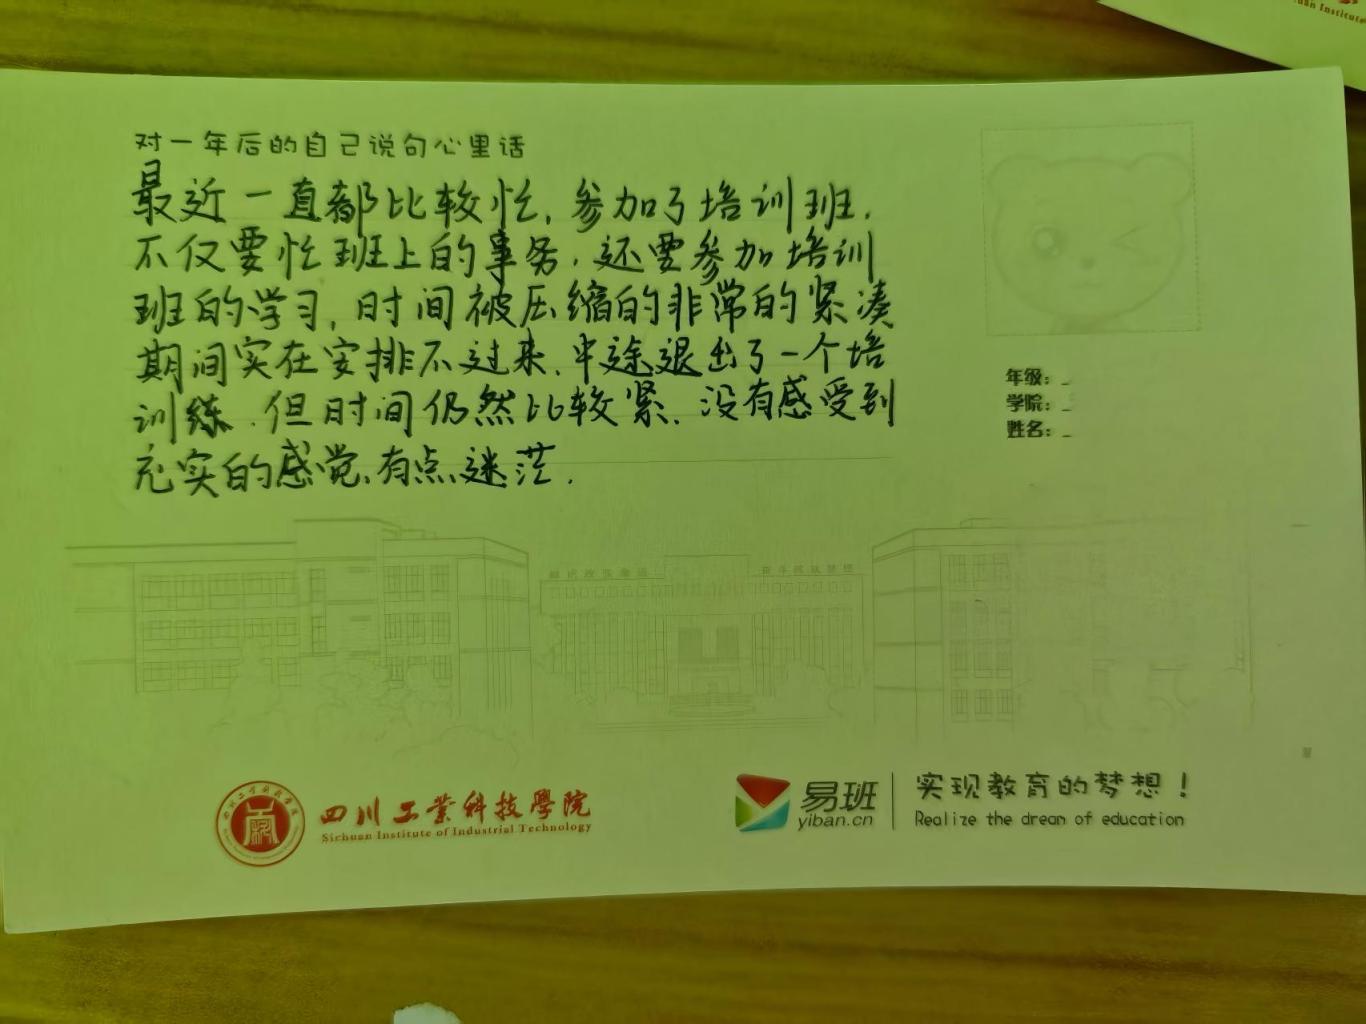 对一年后的自己说句心里话
最近一直都比较忙，参加了培训班，
不仅要忙班上的事务，还要参加培训
班的学习，时间被压缩的非常的紧凑
期间实在安排不过来，中途退出了一个培
训练，但时间仍然比较紧，没有感受到
充实的感觉，有点迷茫．
年级：
学院：
姓名：
四川工業科技學院
Sichuan Institute of Industrial Technology
易班
yiban.cn
实现教育的梦想！
Realize the dream of education